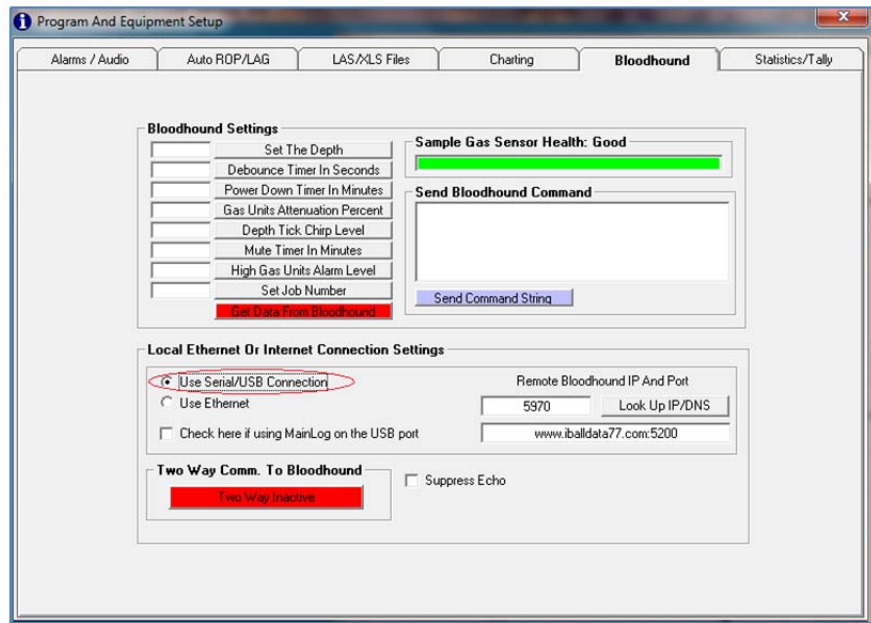 Program And Equipment Setup
Alarms / Audio
Auto ROP/LAG
LAS/XLS Files
Charting
Bloodhound
Statistics/Tally
Bloodhound Settings
Set The Depth
Debounce Timer In Seconds
Power Down Timer In Minutes
Gas Units Attenuation Percent
Depth Tick Chirp Level
Mute Timer In Minutes
High Gas Units Alarm Level
Set Job Number
Get Data From Bloodhound
Sample Gas Sensor Health: Good
Send Bloodhound Command
Send Command String
Local Ethernet Or Internet Connection Settings
Use Serial/USB Connection
Use Ethernet
Check here if using MainLog on the USB port
Remote Bloodhound IP And Port
5970
Look Up IP/DNS
www.iballdata77.com:5200
Two Way Comm. To Bloodhound
Two Way Inactive
Suppress Echo